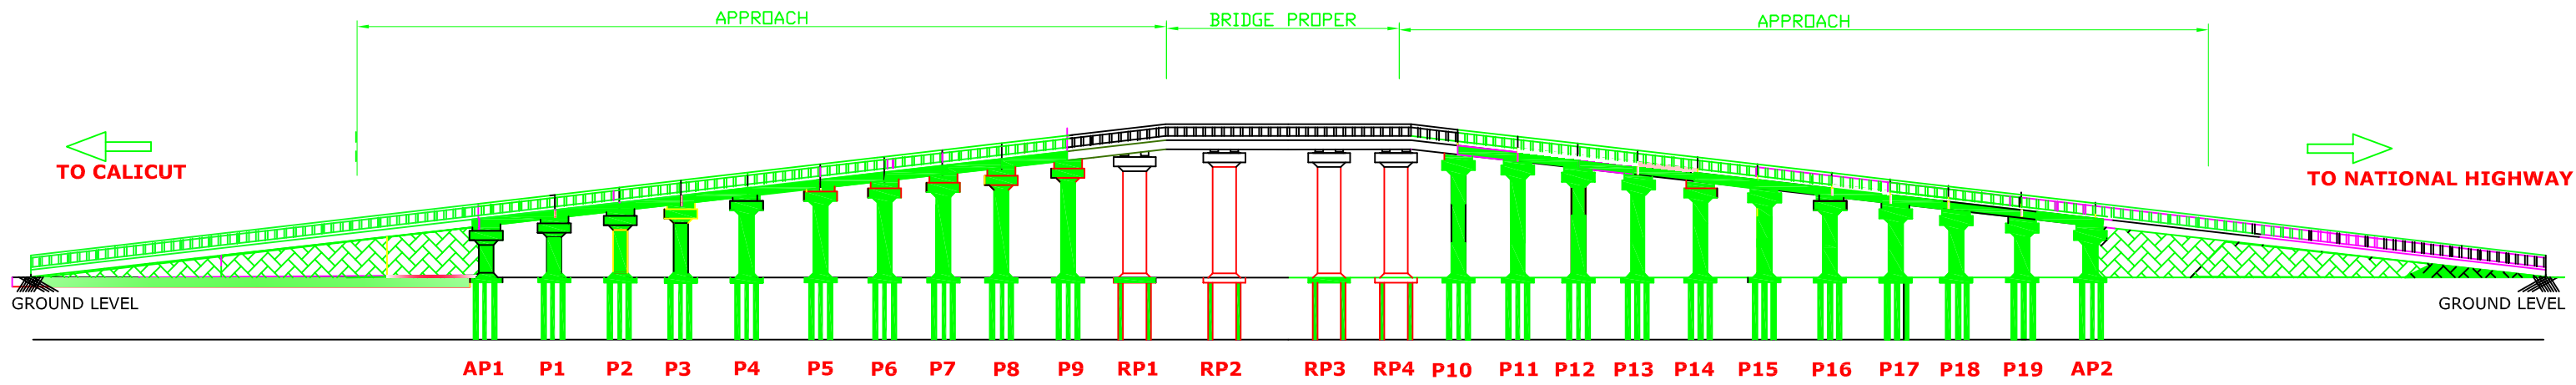 APPROACH
BRIDGE PROPER
APPROACH
TO CALICUT
TO NATIONAL HIGHWAY
GROUND LEVEL
GROUND LEVEL
AP1 P1 P2 P3 P4 P5 P6 P7 P8 P9 RP1 RP2 RP3 RP4 P10 P11 P12 P13 P14 P15 P16 P17 P18 P19 AP2